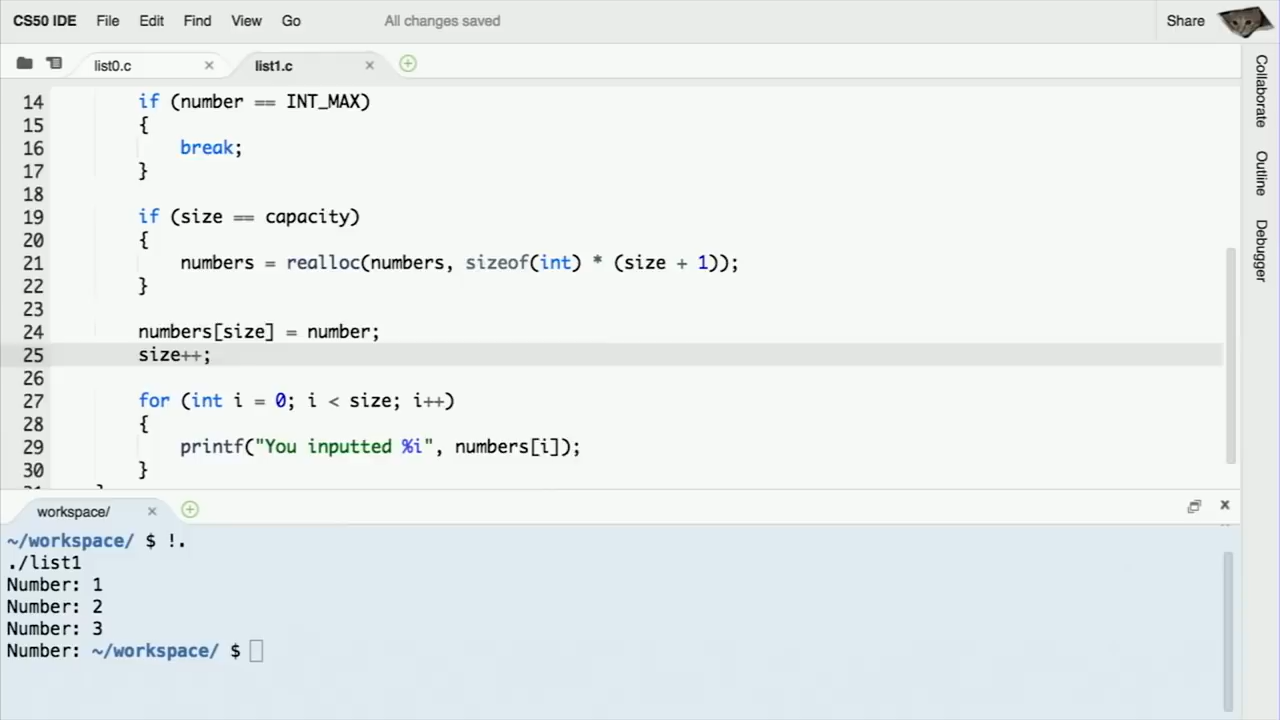 CS50 IDE File Edit Find View Go All changes saved Share
list0.c × list1.c ×
14 if (number == INT_MAX)
15 {
16 break;
17 }
18
19 if (size == capacity)
20 {
21 numbers = realloc(numbers, sizeof(int) * (size + 1));
22 }
23
24 numbers[size] = number;
25 size++;
26
27 for (int i = 0; i < size; i++)
28 {
29 printf("You inputted %i", numbers[i]);
30 }
Collaborate
Outline
Debugger
workspace/ ×
~/workspace/ $ !.
./list1
Number: 1
Number: 2
Number: 3
Number: ~/workspace/ $